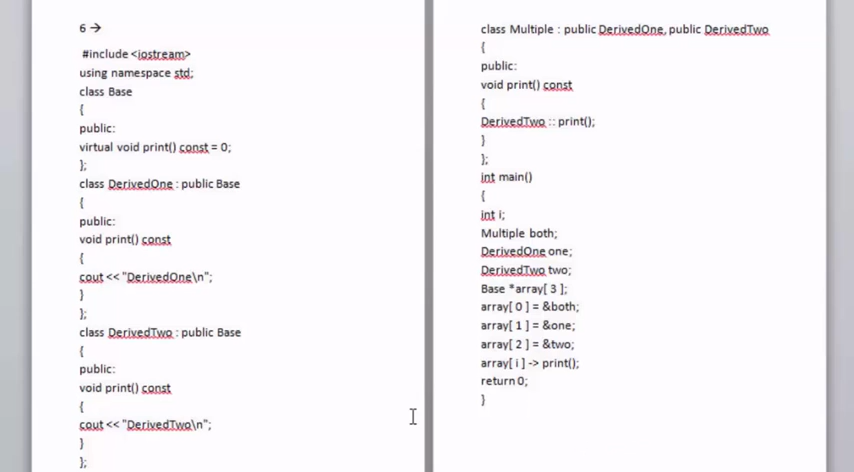 6 →
#include <iostream>
using namespace std;
class Base
{
public:
virtual void print() const = 0;
};
class DerivedOne : public Base
{
public:
void print() const
{
cout << "DerivedOne\n";
}
};
class DerivedTwo : public Base
{
public:
void print() const
{
cout << "DerivedTwo\n";
}
};
class Multiple : public DerivedOne, public DerivedTwo
{
public:
void print() const
{
DerivedTwo :: print();
}
};
int main()
{
int i;
Multiple both;
DerivedOne one;
DerivedTwo two;
Base *array[ 3 ];
array[ 0 ] = &both;
array[ 1 ] = &one;
array[ 2 ] = &two;
array[ i ] -> print();
return 0;
}